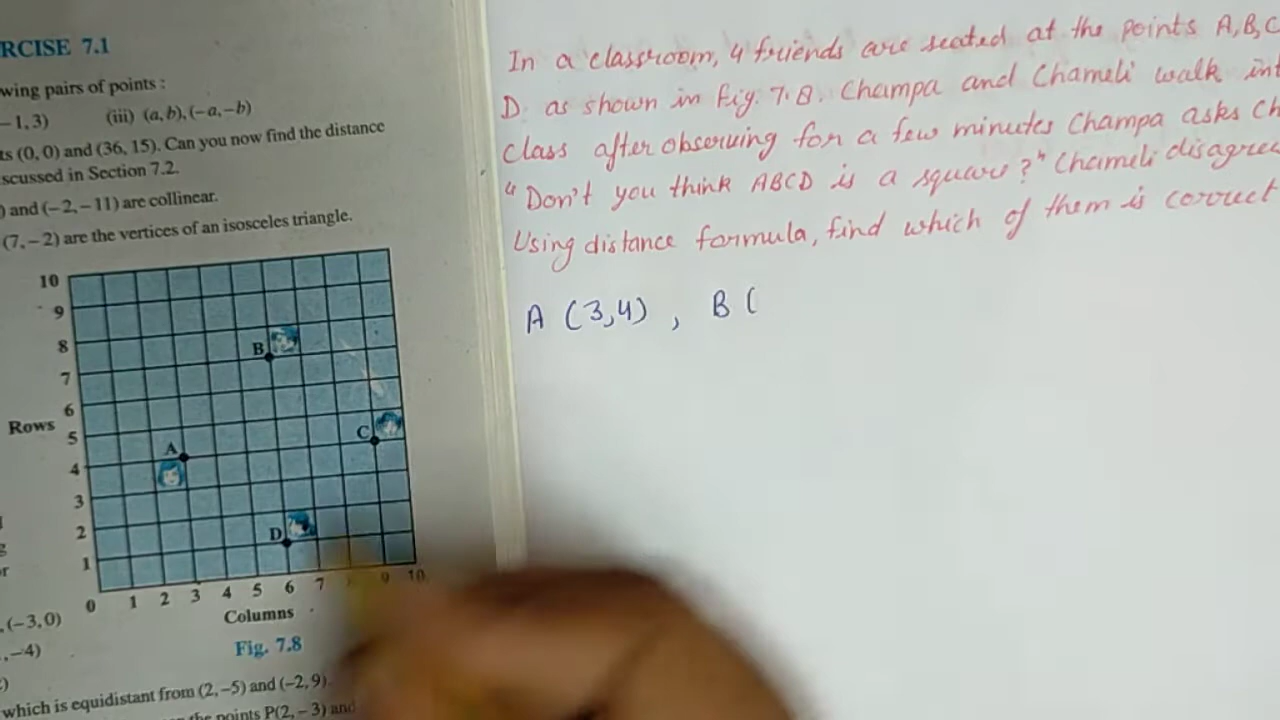 RCISE 7.1
wing pairs of points :
−1, 3) (iii) (a, b), (−a, −b)
ts (0, 0) and (36, 15). Can you now find the distance
scussed in Section 7.2.
) and (−2, −11) are collinear.
(7, −2) are the vertices of an isosceles triangle.
10
9
8
7
6
5
4
3
2
1
Rows
B
A
C
D
0 1 2 3 4 5 6 7 9 10
Columns
Fig. 7.8
, (−3, 0)
, −4)
which is equidistant from (2, −5) and (−2, 9).
the points P(2, −3) and
In a classroom, 4 friends are seated at the points A, B, C
D as shown in fig. 7.8. Champa and Chameli walk int
class after observing for a few minutes Champa asks Ch
"Don't you think ABCD is a square?" Chameli disagree
Using distance formula, find which of them is correct
A (3,4) , B (